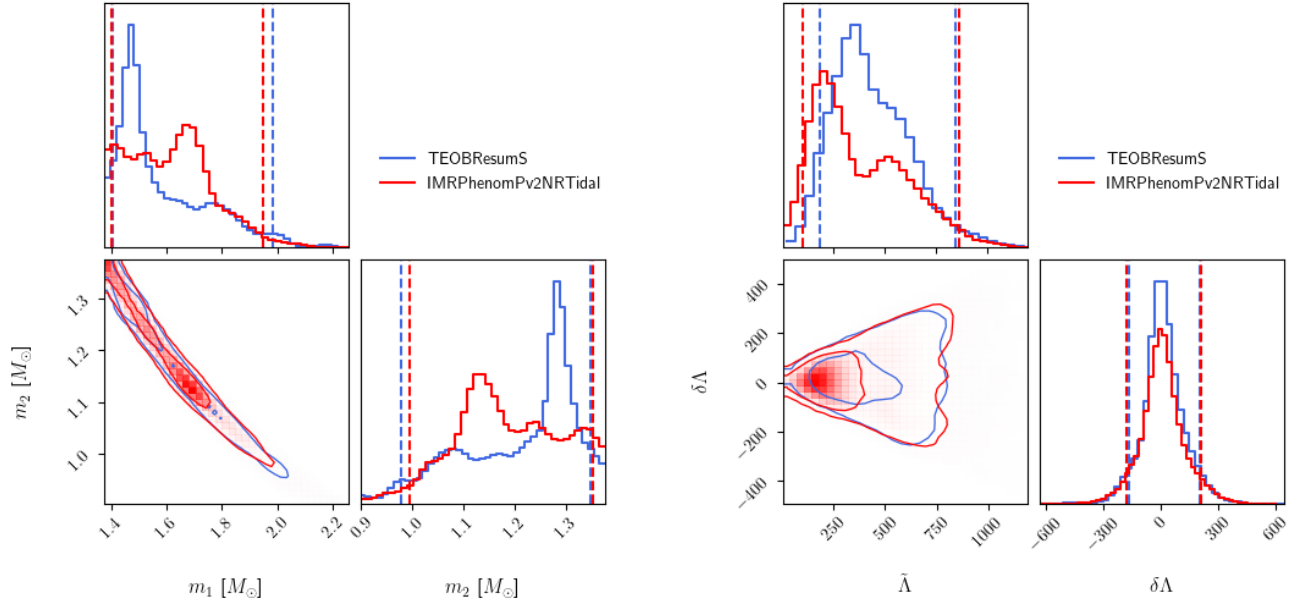 TEOBResumS
IMRPhenomPv2NRTidal
TEOBResumS
IMRPhenomPv2NRTidal
m₂ [M☉]
1.3
1.2
1.1
1.0
1.4
1.6
1.8
2.0
2.2
m₁ [M☉]
0.9
1.0
1.1
1.2
1.3
m₂ [M☉]
δΛ
400
200
0
−200
−400
250
500
750
1000
Λ̃
−600
−300
0
300
600
δΛ